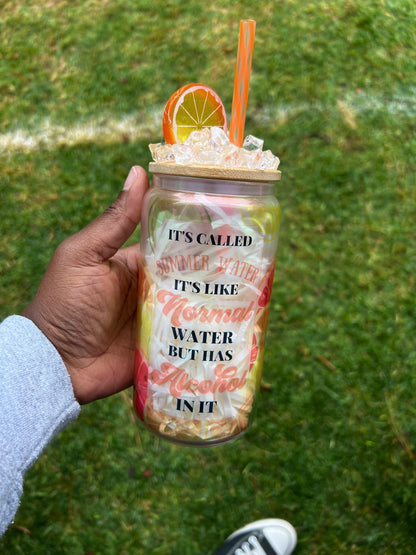 IT'S CALLED
SUMMER WATER
IT'S LIKE
Normal
WATER
BUT HAS
Alcohol
IN IT